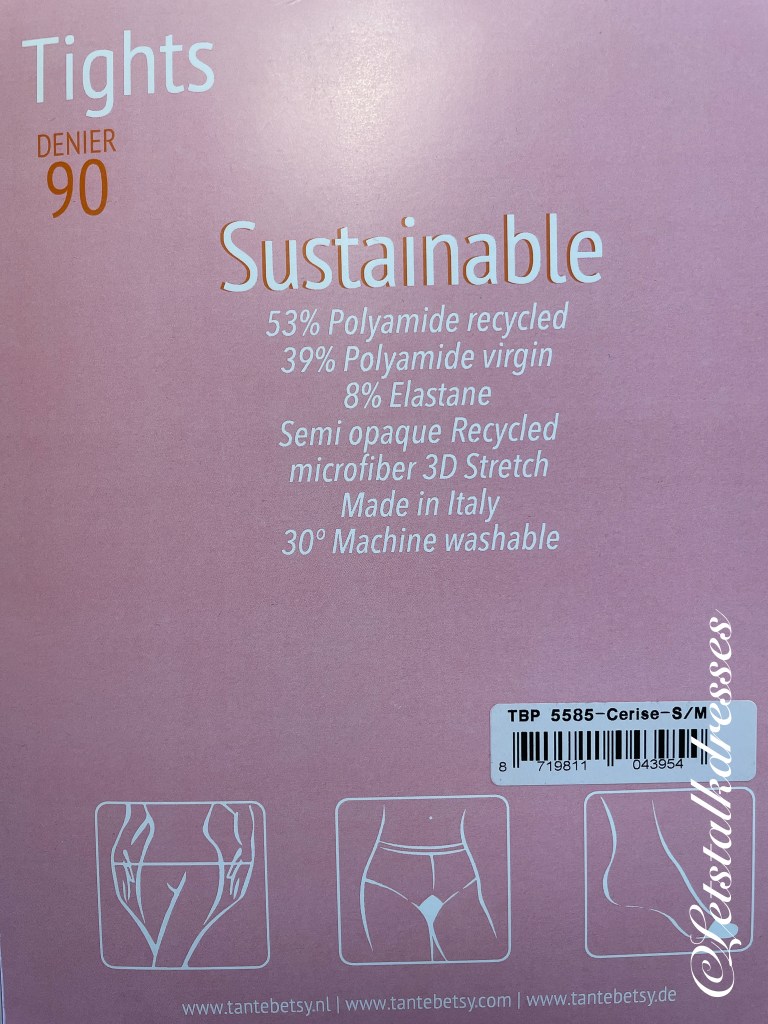 Tights
DENIER
90
Sustainable
53% Polyamide recycled
39% Polyamide virgin
8% Elastane
Semi opaque Recycled
microfiber 3D Stretch
Made in Italy
30º Machine washable
TBP 5585-Cerise-S/M
8 719811 043954
©Letstalkdresses
www.tantebetsy.nl | www.tantebetsy.com | www.tantebetsy.de